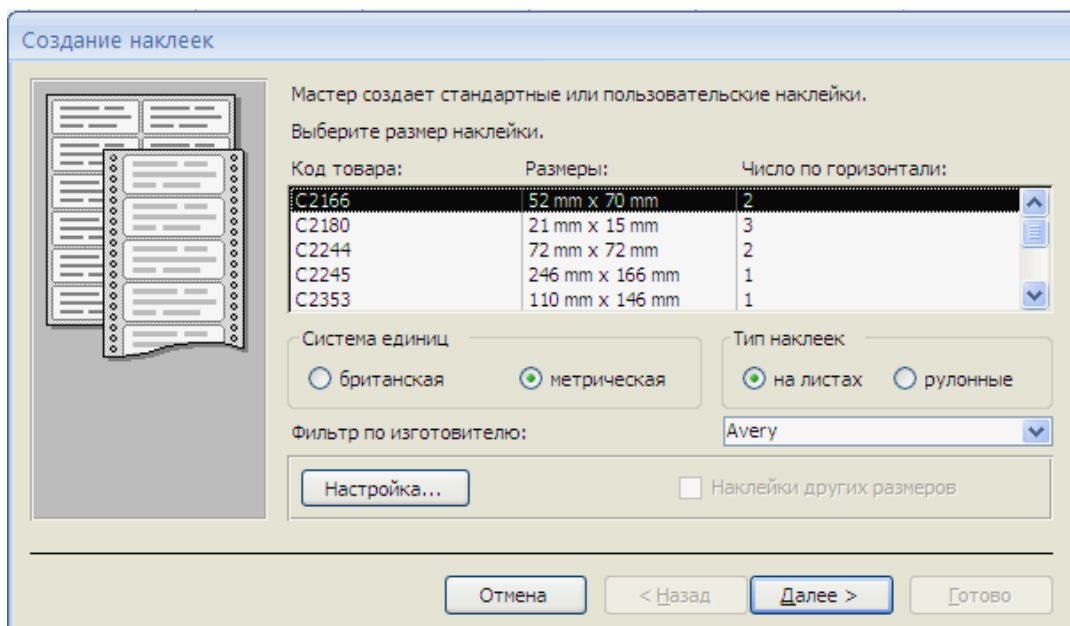 Создание наклеек
Мастер создает стандартные или пользовательские наклейки.
Выберите размер наклейки.
Код товара: Размеры: Число по горизонтали:
C2166 52 mm x 70 mm 2
C2180 21 mm x 15 mm 3
C2244 72 mm x 72 mm 2
C2245 246 mm x 166 mm 1
C2353 110 mm x 146 mm 1
Система единиц Тип наклеек
британская метрическая на листах рулонные
Фильтр по изготовителю: Avery
Настройка... Наклейки других размеров
Отмена < Назад Далее > Готово